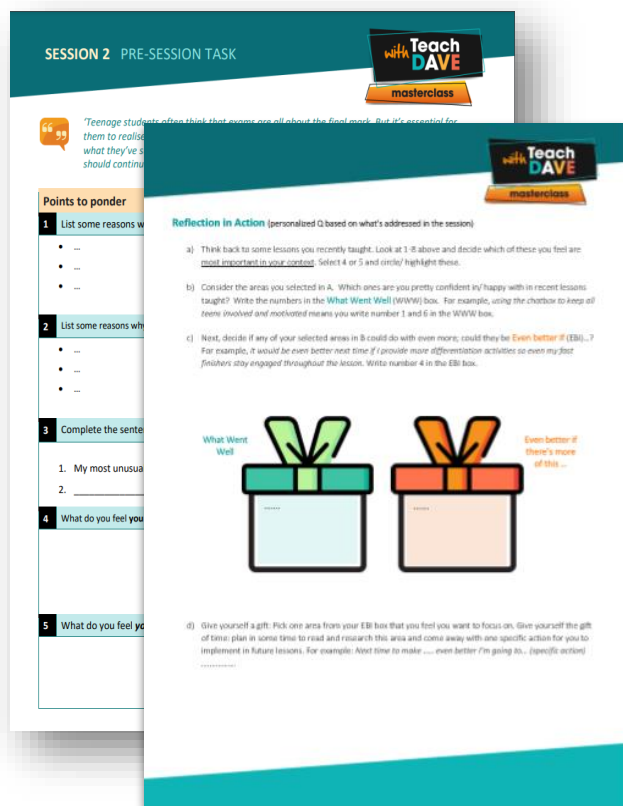 SESSION 2 PRE-SESSION TASK
with Teach
DAVE
masterclass
'Teenage students often think that exams are all about the final mark. But it's essential for
them to realise
what they've s
should continu
Points to ponder
1 List some reasons w
• ...
• ...
• ...
2 List some reasons why
• ...
• ...
• ...
3 Complete the sente
1. My most unusua
2. _______________
4 What do you feel you
5 What do you feel yo
with Teach
DAVE
masterclass
Reflection in Action (personalized Q based on what's addressed in the session)
a) Think back to some lessons you recently taught. Look at 1-8 above and decide which of these you feel are
most important in your context. Select 4 or 5 and circle/ highlight these.
b) Consider the areas you selected in A. Which ones are you pretty confident in/ happy with in recent lessons
taught? Write the numbers in the What Went Well (WWW) box. For example, using the chatbox to keep all
teens involved and motivated means you write number 1 and 6 in the WWW box.
c) Next, decide if any of your selected areas in B could do with even more; could they be Even better if (EBI)...?
For example, it would be even better next time if I provide more differentiation activities so even my fast
finishers stay engaged throughout the lesson. Write number 4 in the EBI box.
What Went
Well
Even better if
there's more
of this ...
......
......
d) Give yourself a gift: Pick one area from your EBI box that you feel you want to focus on. Give yourself the gift
of time: plan in some time to read and research this area and come away with one specific action for you to
implement in future lessons. For example: Next time to make ..... even better I'm going to... (specific action)
............